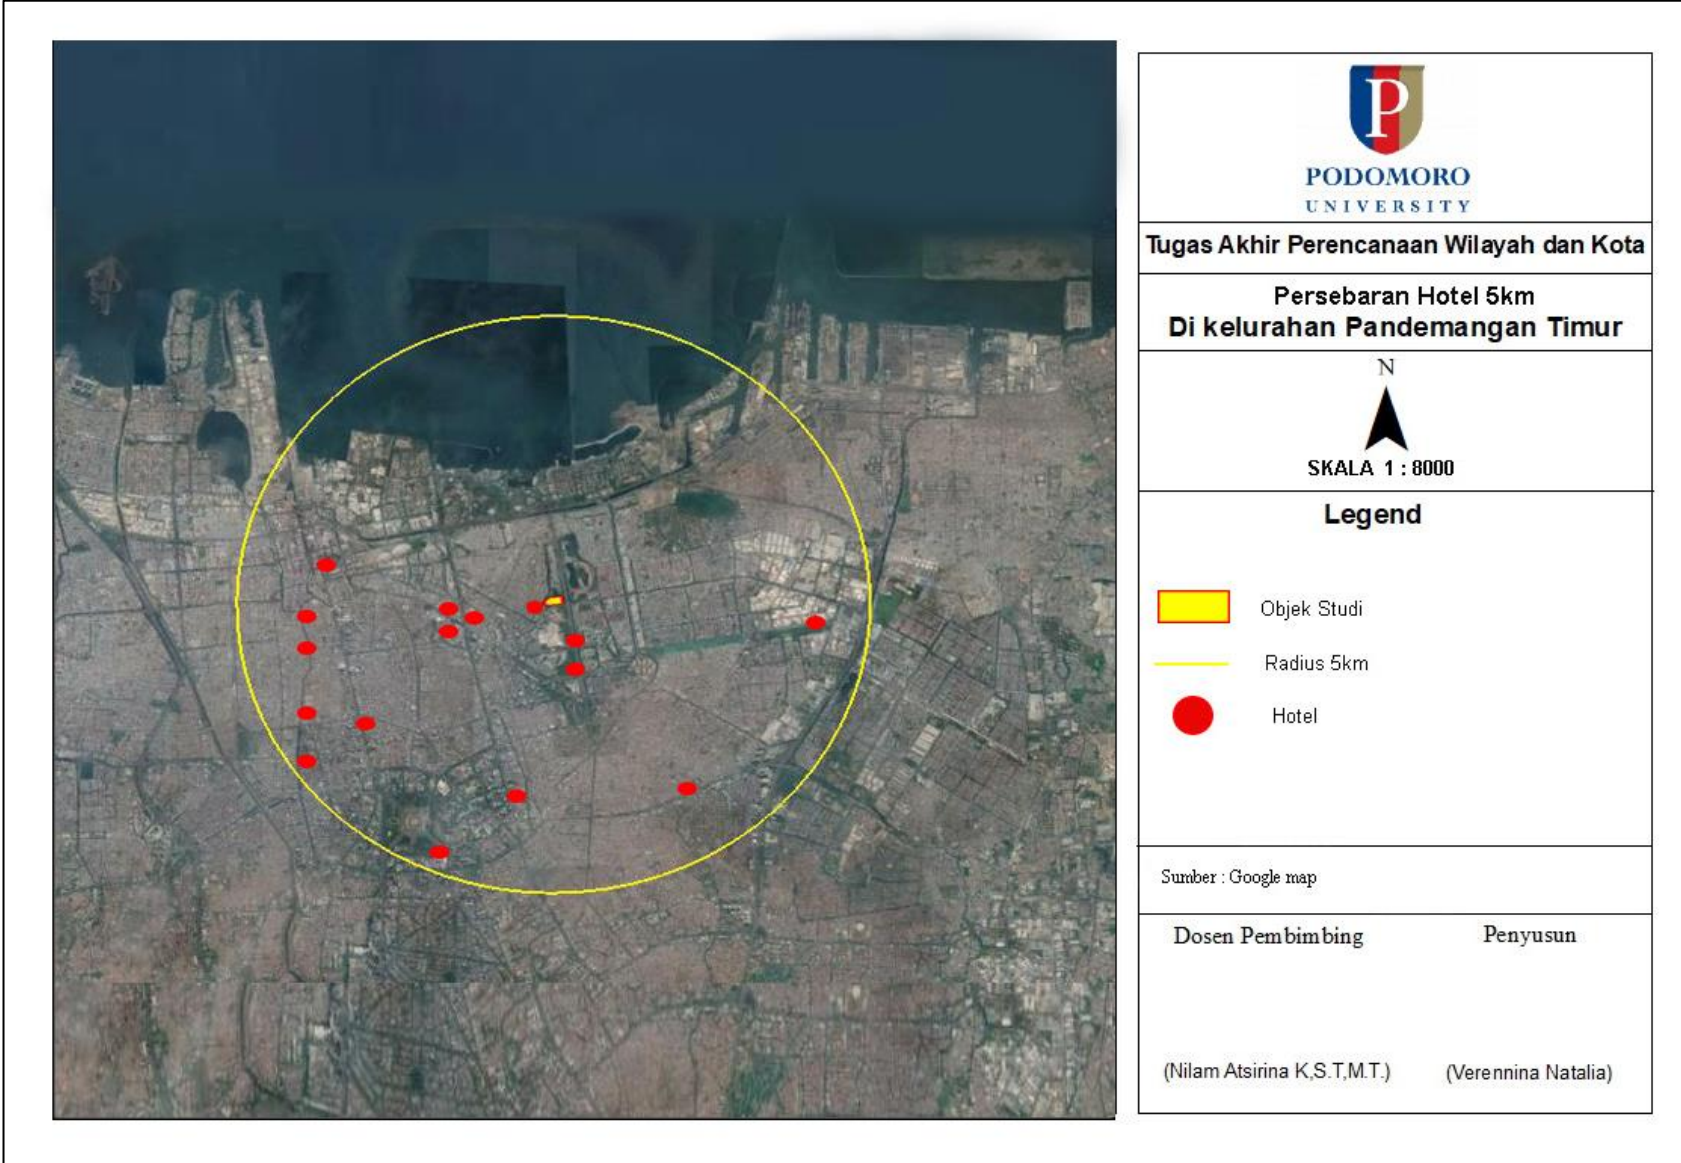 P
PODOMORO
UNIVERSITY
Tugas Akhir Perencanaan Wilayah dan Kota
Persebaran Hotel 5km
Di kelurahan Pandemangan Timur
N
SKALA 1 : 8000
Legend
Objek Studi
Radius 5km
Hotel
Sumber : Google map
Dosen Pembimbing Penyusun
(Nilam Atsirina K,S.T,M.T.) (Verennina Natalia)